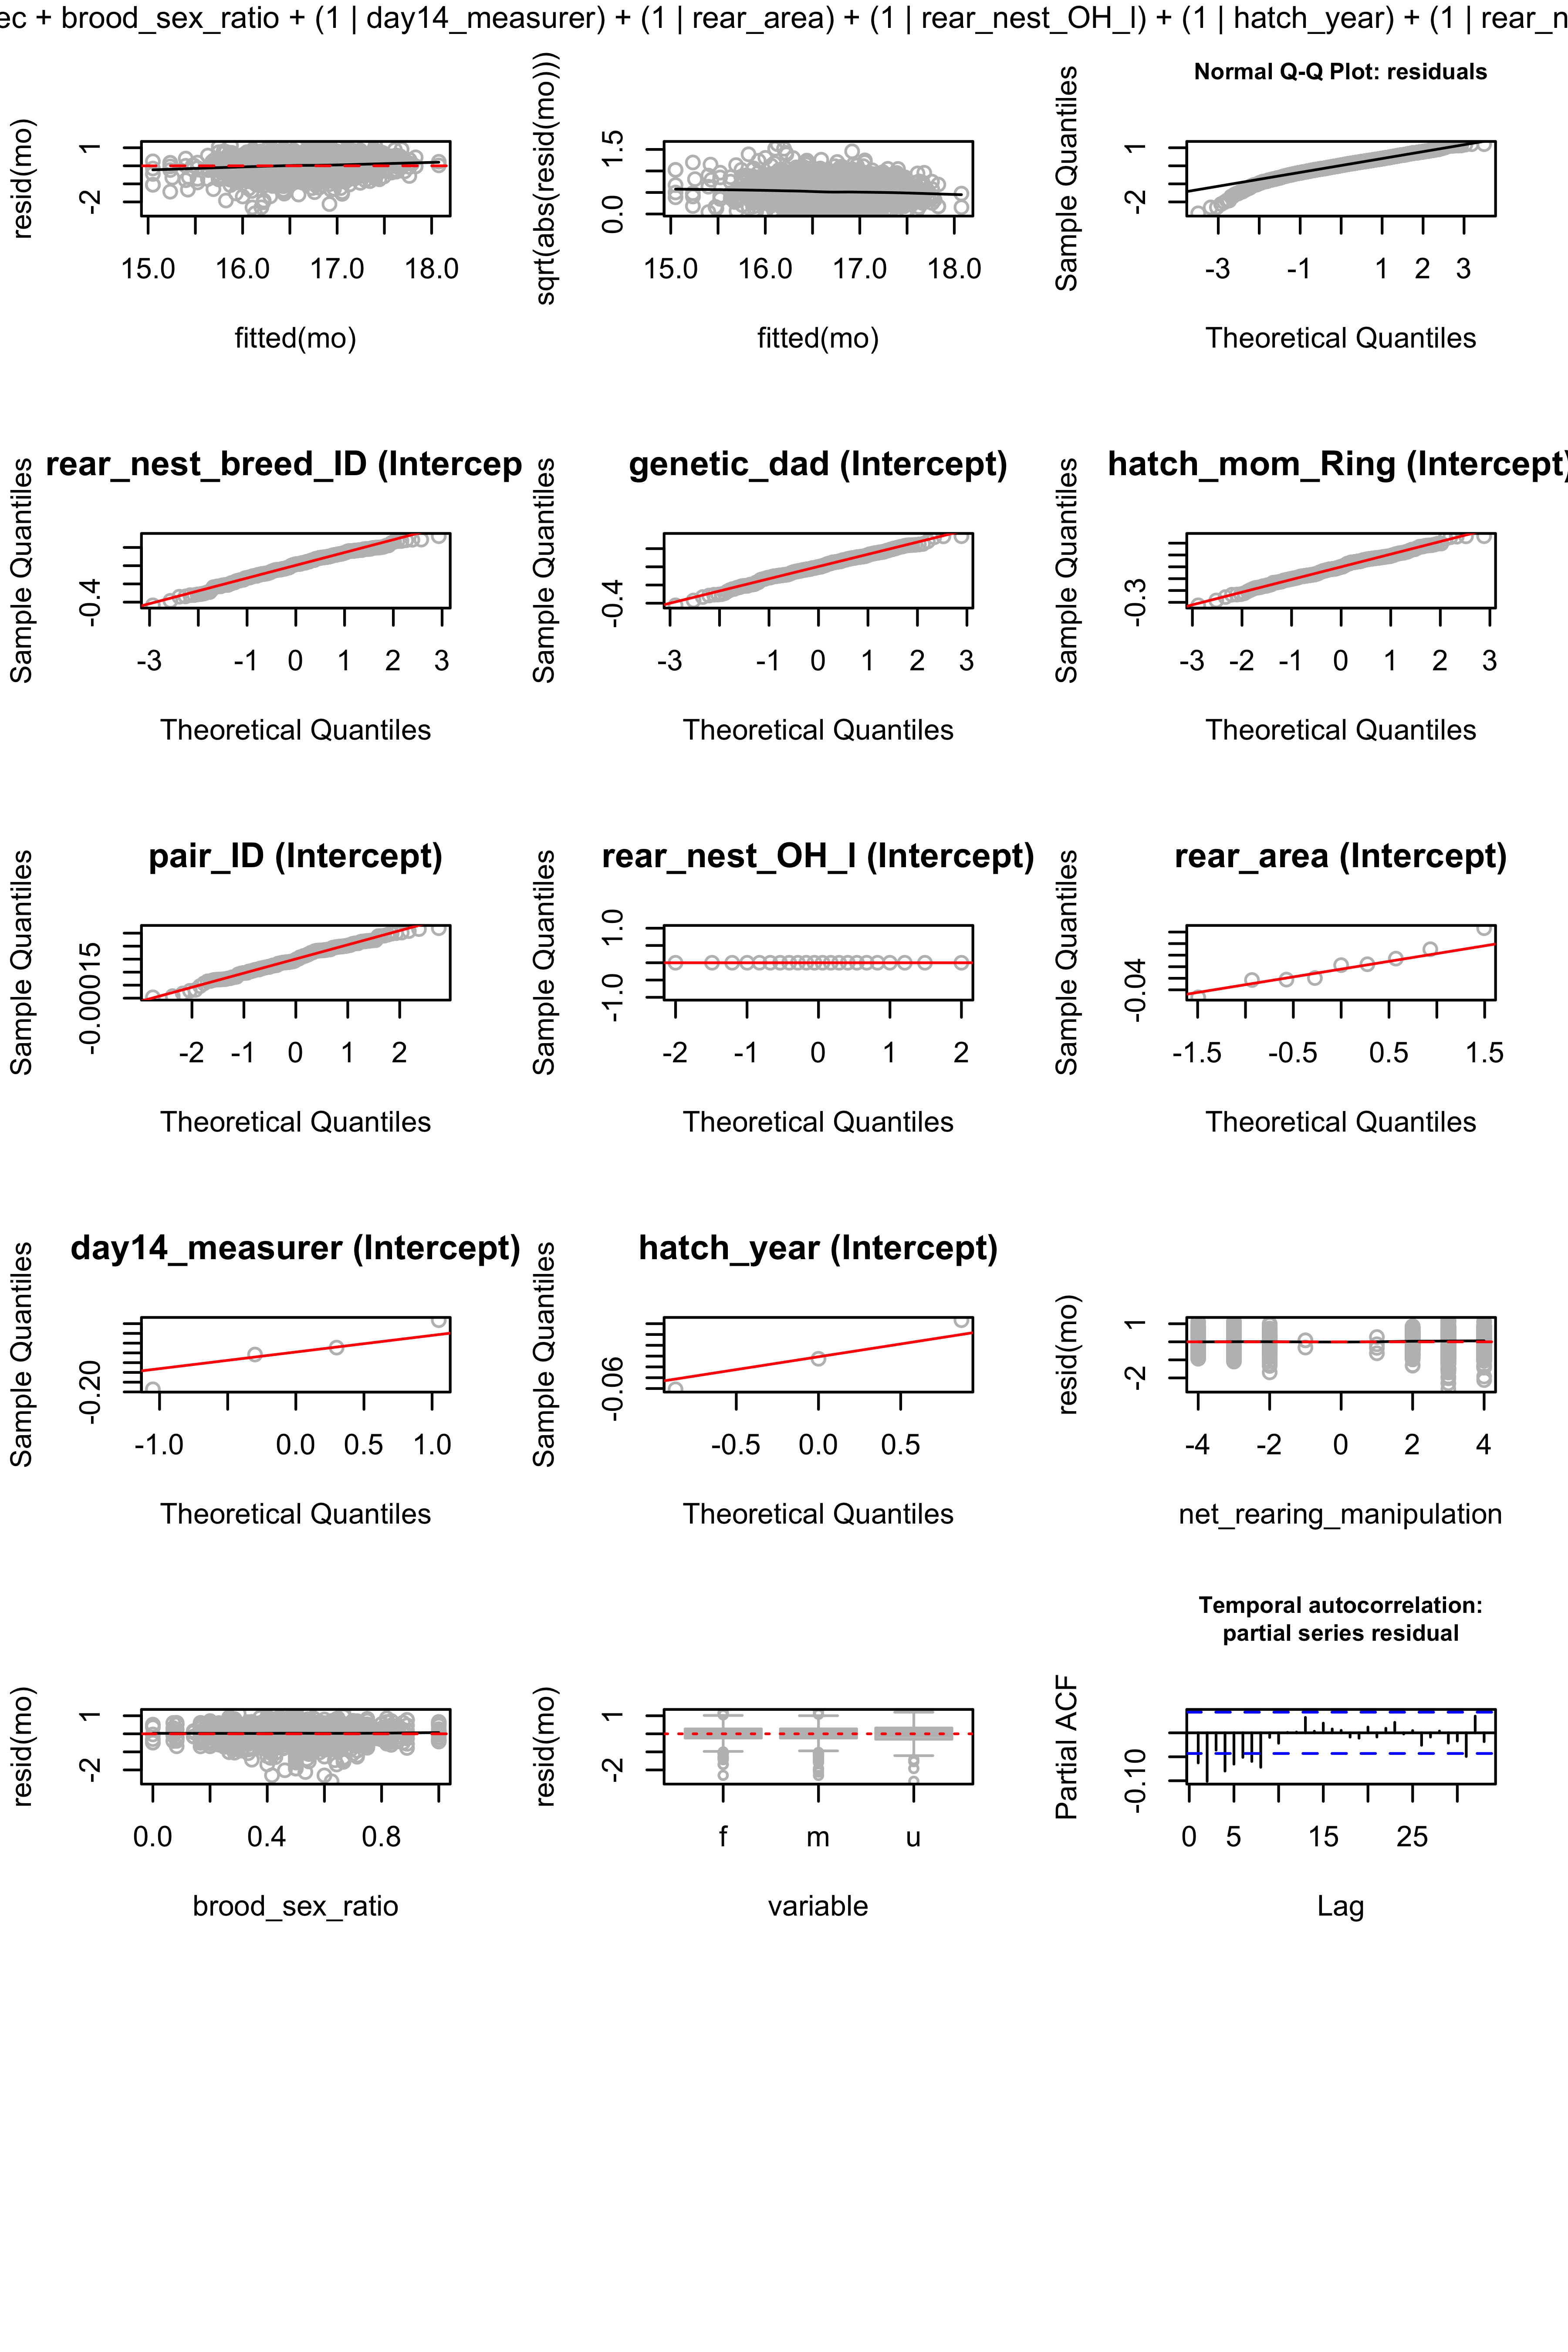 ec + brood_sex_ratio + (1 | day14_measurer) + (1 | rear_area) + (1 | rear_nest_OH_l) + (1 | hatch_year) + (1 | rear_n
resid(mo)
1
-2
15.0 16.0 17.0 18.0
fitted(mo)
sqrt(abs(resid(mo)))
1.5
0.0
15.0 16.0 17.0 18.0
fitted(mo)
Normal Q-Q Plot: residuals
Sample Quantiles
1
-2
-3 -1 1 2 3
Theoretical Quantiles
rear_nest_breed_ID (Intercep
Sample Quantiles
-0.4
-3 -1 0 1 2 3
Theoretical Quantiles
genetic_dad (Intercept)
Sample Quantiles
-0.4
-3 -1 0 1 2 3
Theoretical Quantiles
hatch_mom_Ring (Intercept)
Sample Quantiles
-0.3
-3 -2 -1 0 1 2 3
Theoretical Quantiles
pair_ID (Intercept)
Sample Quantiles
-0.00015
-2 -1 0 1 2
Theoretical Quantiles
rear_nest_OH_l (Intercept)
Sample Quantiles
1.0
-1.0
-2 -1 0 1 2
Theoretical Quantiles
rear_area (Intercept)
Sample Quantiles
-0.04
-1.5 -0.5 0.5 1.5
Theoretical Quantiles
day14_measurer (Intercept)
Sample Quantiles
-0.20
-1.0 0.0 0.5 1.0
Theoretical Quantiles
hatch_year (Intercept)
Sample Quantiles
-0.06
-0.5 0.0 0.5
Theoretical Quantiles
resid(mo)
1
-2
-4 -2 0 2 4
net_rearing_manipulation
resid(mo)
1
-2
0.0 0.4 0.8
brood_sex_ratio
resid(mo)
1
-2
f m u
variable
Temporal autocorrelation:
partial series residual
Partial ACF
-0.10
0 5 15 25
Lag